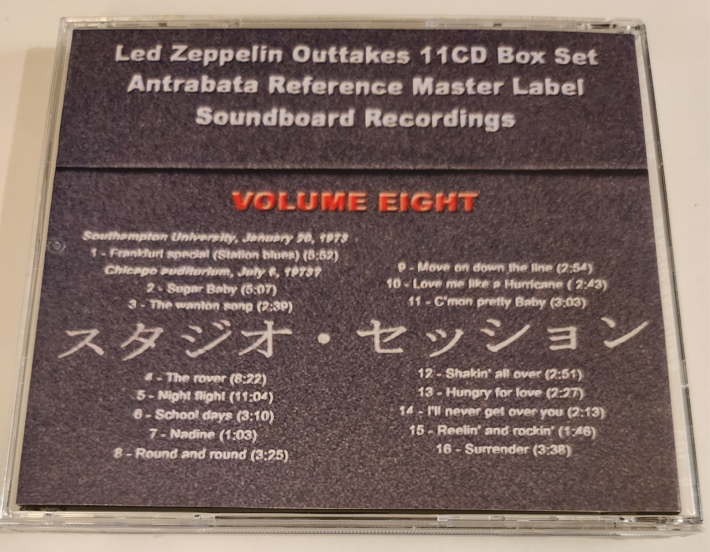 Led Zeppelin Outtakes 11CD Box Set
Antrabata Reference Master Label
Soundboard Recordings
VOLUME EIGHT
Southampton University, January 20, 1973
1 - Frankfurt special (Station blues) (5:52)
Chicago auditorium, July 6, 1973?
2 - Sugar Baby (5:07)
3 - The wanton song (2:39)
9 - Move on down the line (2:54)
10 - Love me like a Hurricane ( 2:43)
11 - C'mon pretty Baby (3:03)
スタジオ・セッション
4 - The rover (8:22)
5 - Night flight (11:04)
6 - School days (3:10)
7 - Nadine (1:03)
8 - Round and round (3:25)
12 - Shakin' all over (2:51)
13 - Hungry for love (2:27)
14 - I'll never get over you (2:13)
15 - Reelin' and rockin' (1:46)
16 - Surrender (3:38)